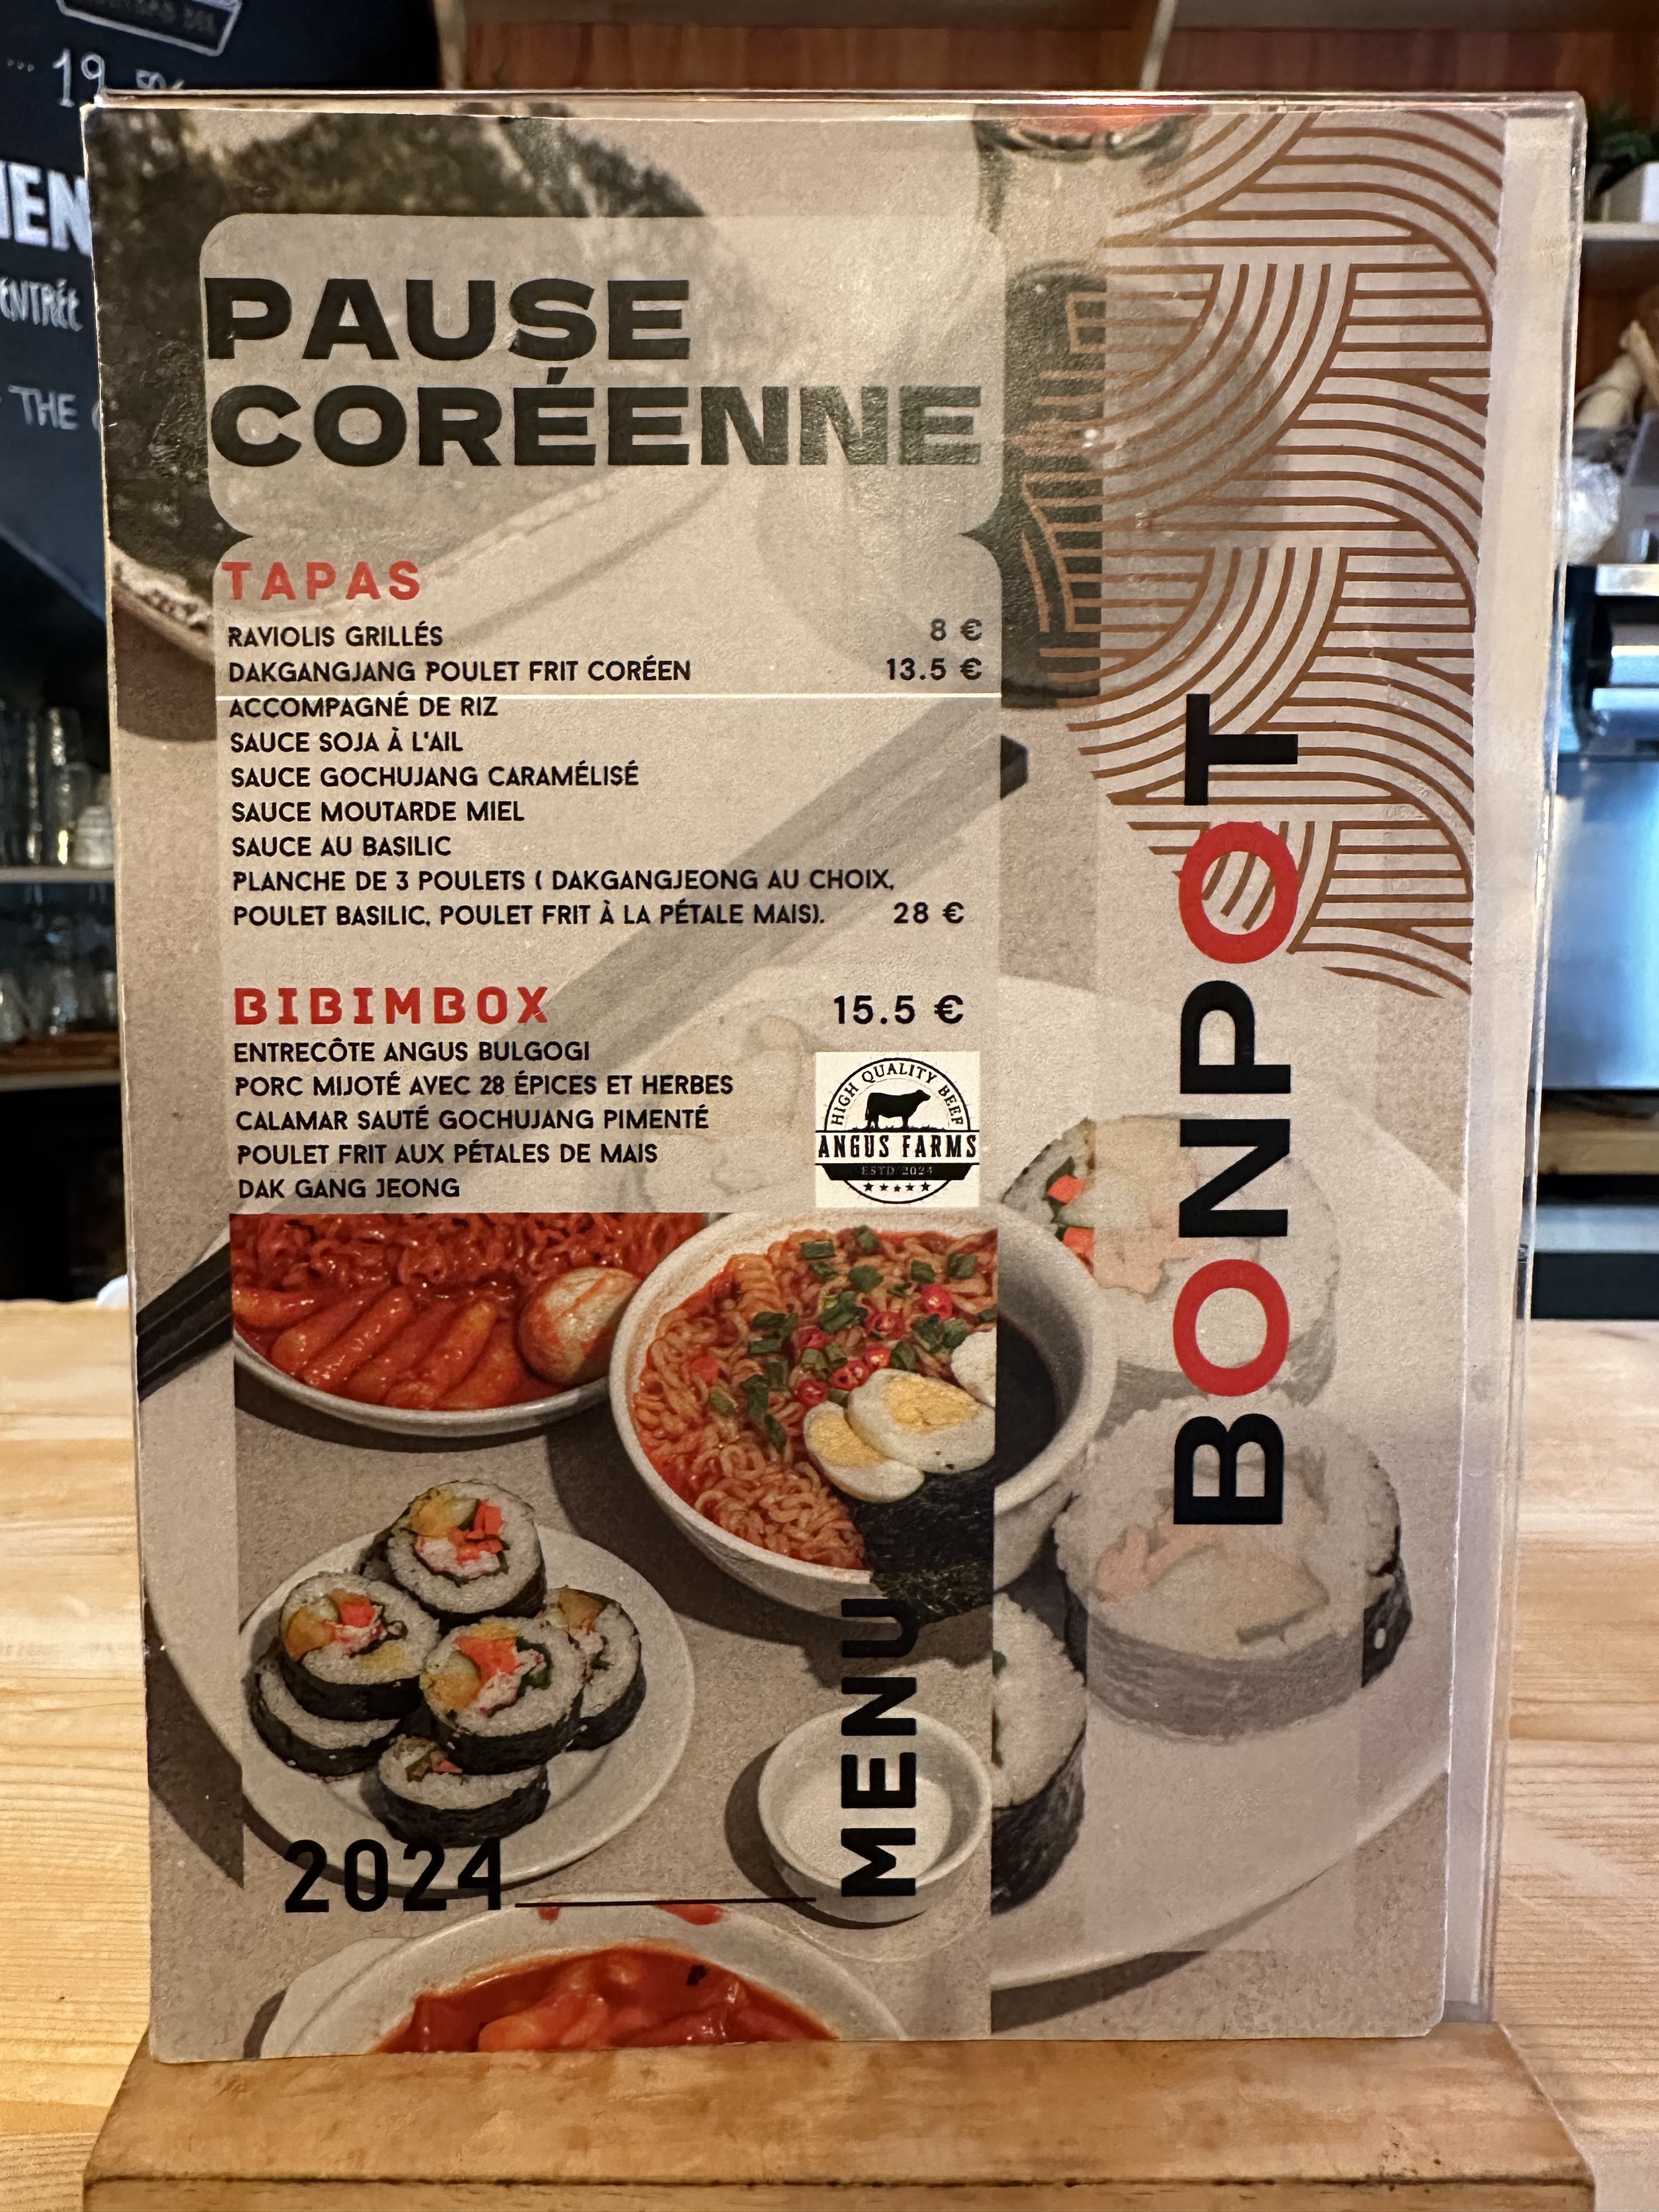 19
ENTRÉE
THE
PAUSE
CORÉENNE
TAPAS
RAVIOLIS GRILLÉS 8 €
DAKGANGJANG POULET FRIT CORÉEN 13.5 €
ACCOMPAGNÉ DE RIZ
SAUCE SOJA À L'AIL
SAUCE GOCHUJANG CARAMÉLISÉ
SAUCE MOUTARDE MIEL
SAUCE AU BASILIC
PLANCHE DE 3 POULETS ( DAKGANGJEONG AU CHOIX,
POULET BASILIC, POULET FRIT À LA PÉTALE MAIS). 28 €
BIBIMBOX 15.5 €
ENTRECÔTE ANGUS BULGOGI
PORC MIJOTÉ AVEC 28 ÉPICES ET HERBES
CALAMAR SAUTÉ GOCHUJANG PIMENTÉ
POULET FRIT AUX PÉTALES DE MAIS
DAK GANG JEONG
HIGH QUALITY BEEF
ANGUS FARMS
ESTD 2024
BONPOT
MENU
2024